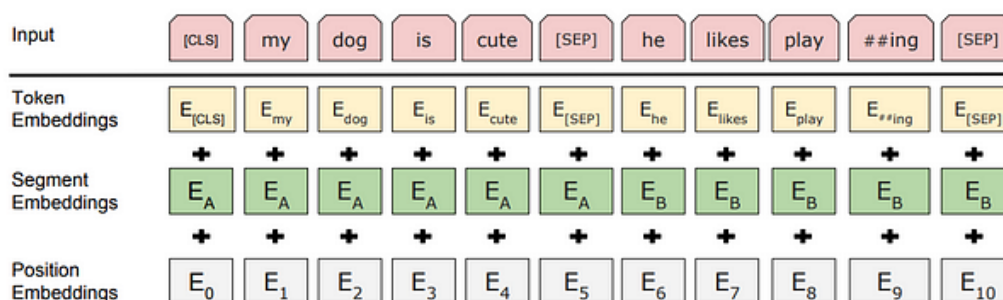 Input [CLS] my dog is cute [SEP] he likes play ##ing [SEP]
Token Embeddings E[CLS] Emy Edog Eis Ecute E[SEP] Ehe Elikes Eplay E##ing E[SEP]
+ + + + + + + + + + +
Segment Embeddings EA EA EA EA EA EA EB EB EB EB EB
+ + + + + + + + + + +
Position Embeddings E0 E1 E2 E3 E4 E5 E6 E7 E8 E9 E10